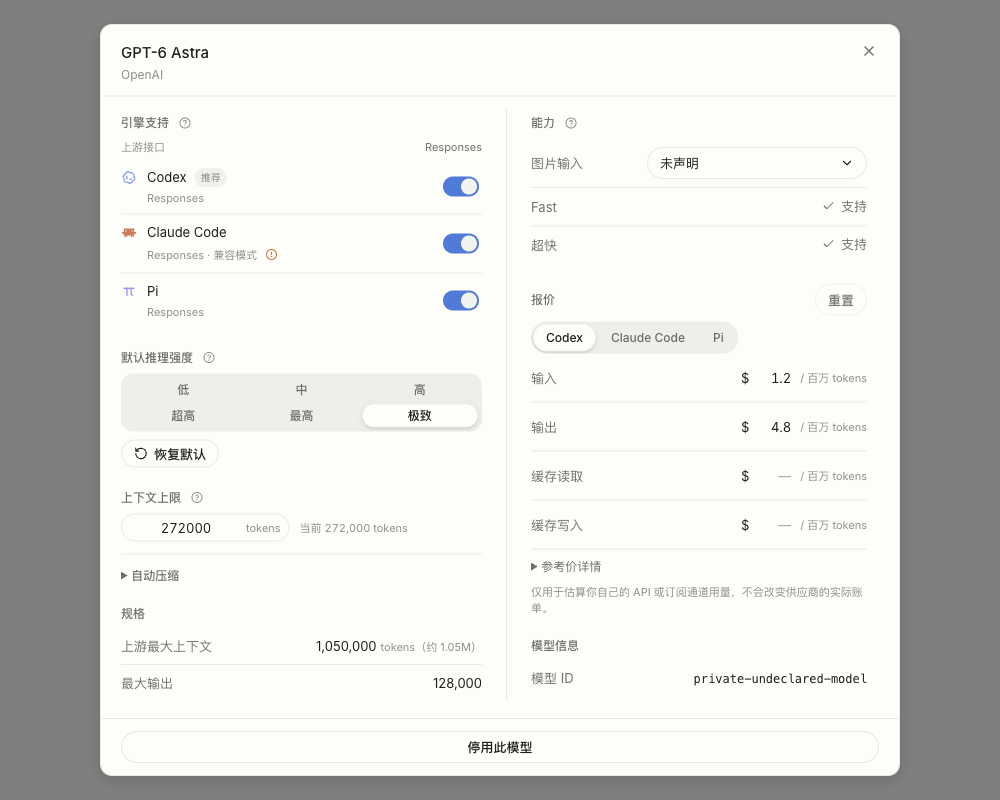 GPT-6 Astra
OpenAI
引擎支持
上游接口 Responses
Codex 推荐
Responses
Claude Code
Responses · 兼容模式
Pi
Responses
默认推理强度
低 中 高
超高 最高 极致
恢复默认
上下文上限
272000 tokens 当前 272,000 tokens
自动压缩
规格
上游最大上下文 1,050,000 tokens（约 1.05M）
最大输出 128,000
能力
图片输入 未声明
Fast 支持
超快 支持
报价 重置
Codex Claude Code Pi
输入 $ 1.2 / 百万 tokens
输出 $ 4.8 / 百万 tokens
缓存读取 $ — / 百万 tokens
缓存写入 $ — / 百万 tokens
参考价详情
仅用于估算你自己的 API 或订阅通道用量，不会改变供应商的实际账
单。
模型信息
模型 ID private-undeclared-model
停用此模型